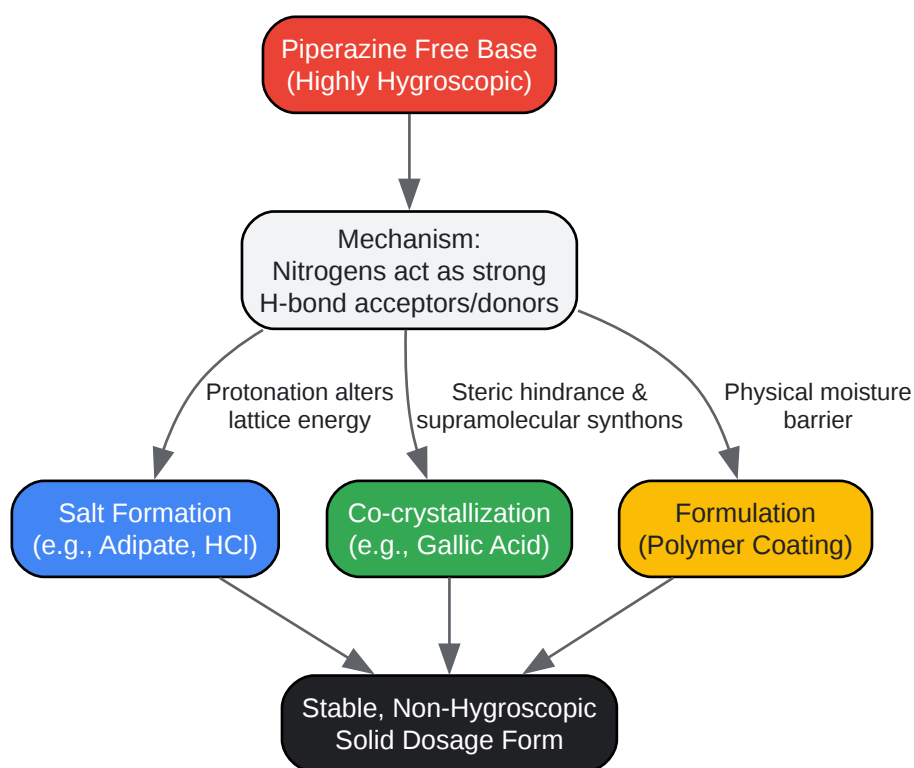 Piperazine Free Base
(Highly Hygroscopic)
Mechanism:
Nitrogens act as strong
H-bond acceptors/donors
Protonation alters
lattice energy
Steric hindrance &
supramolecular synthons
Physical moisture
barrier
Salt Formation
(e.g., Adipate, HCl)
Co-crystallization
(e.g., Gallic Acid)
Formulation
(Polymer Coating)
Stable, Non-Hygroscopic
Solid Dosage Form